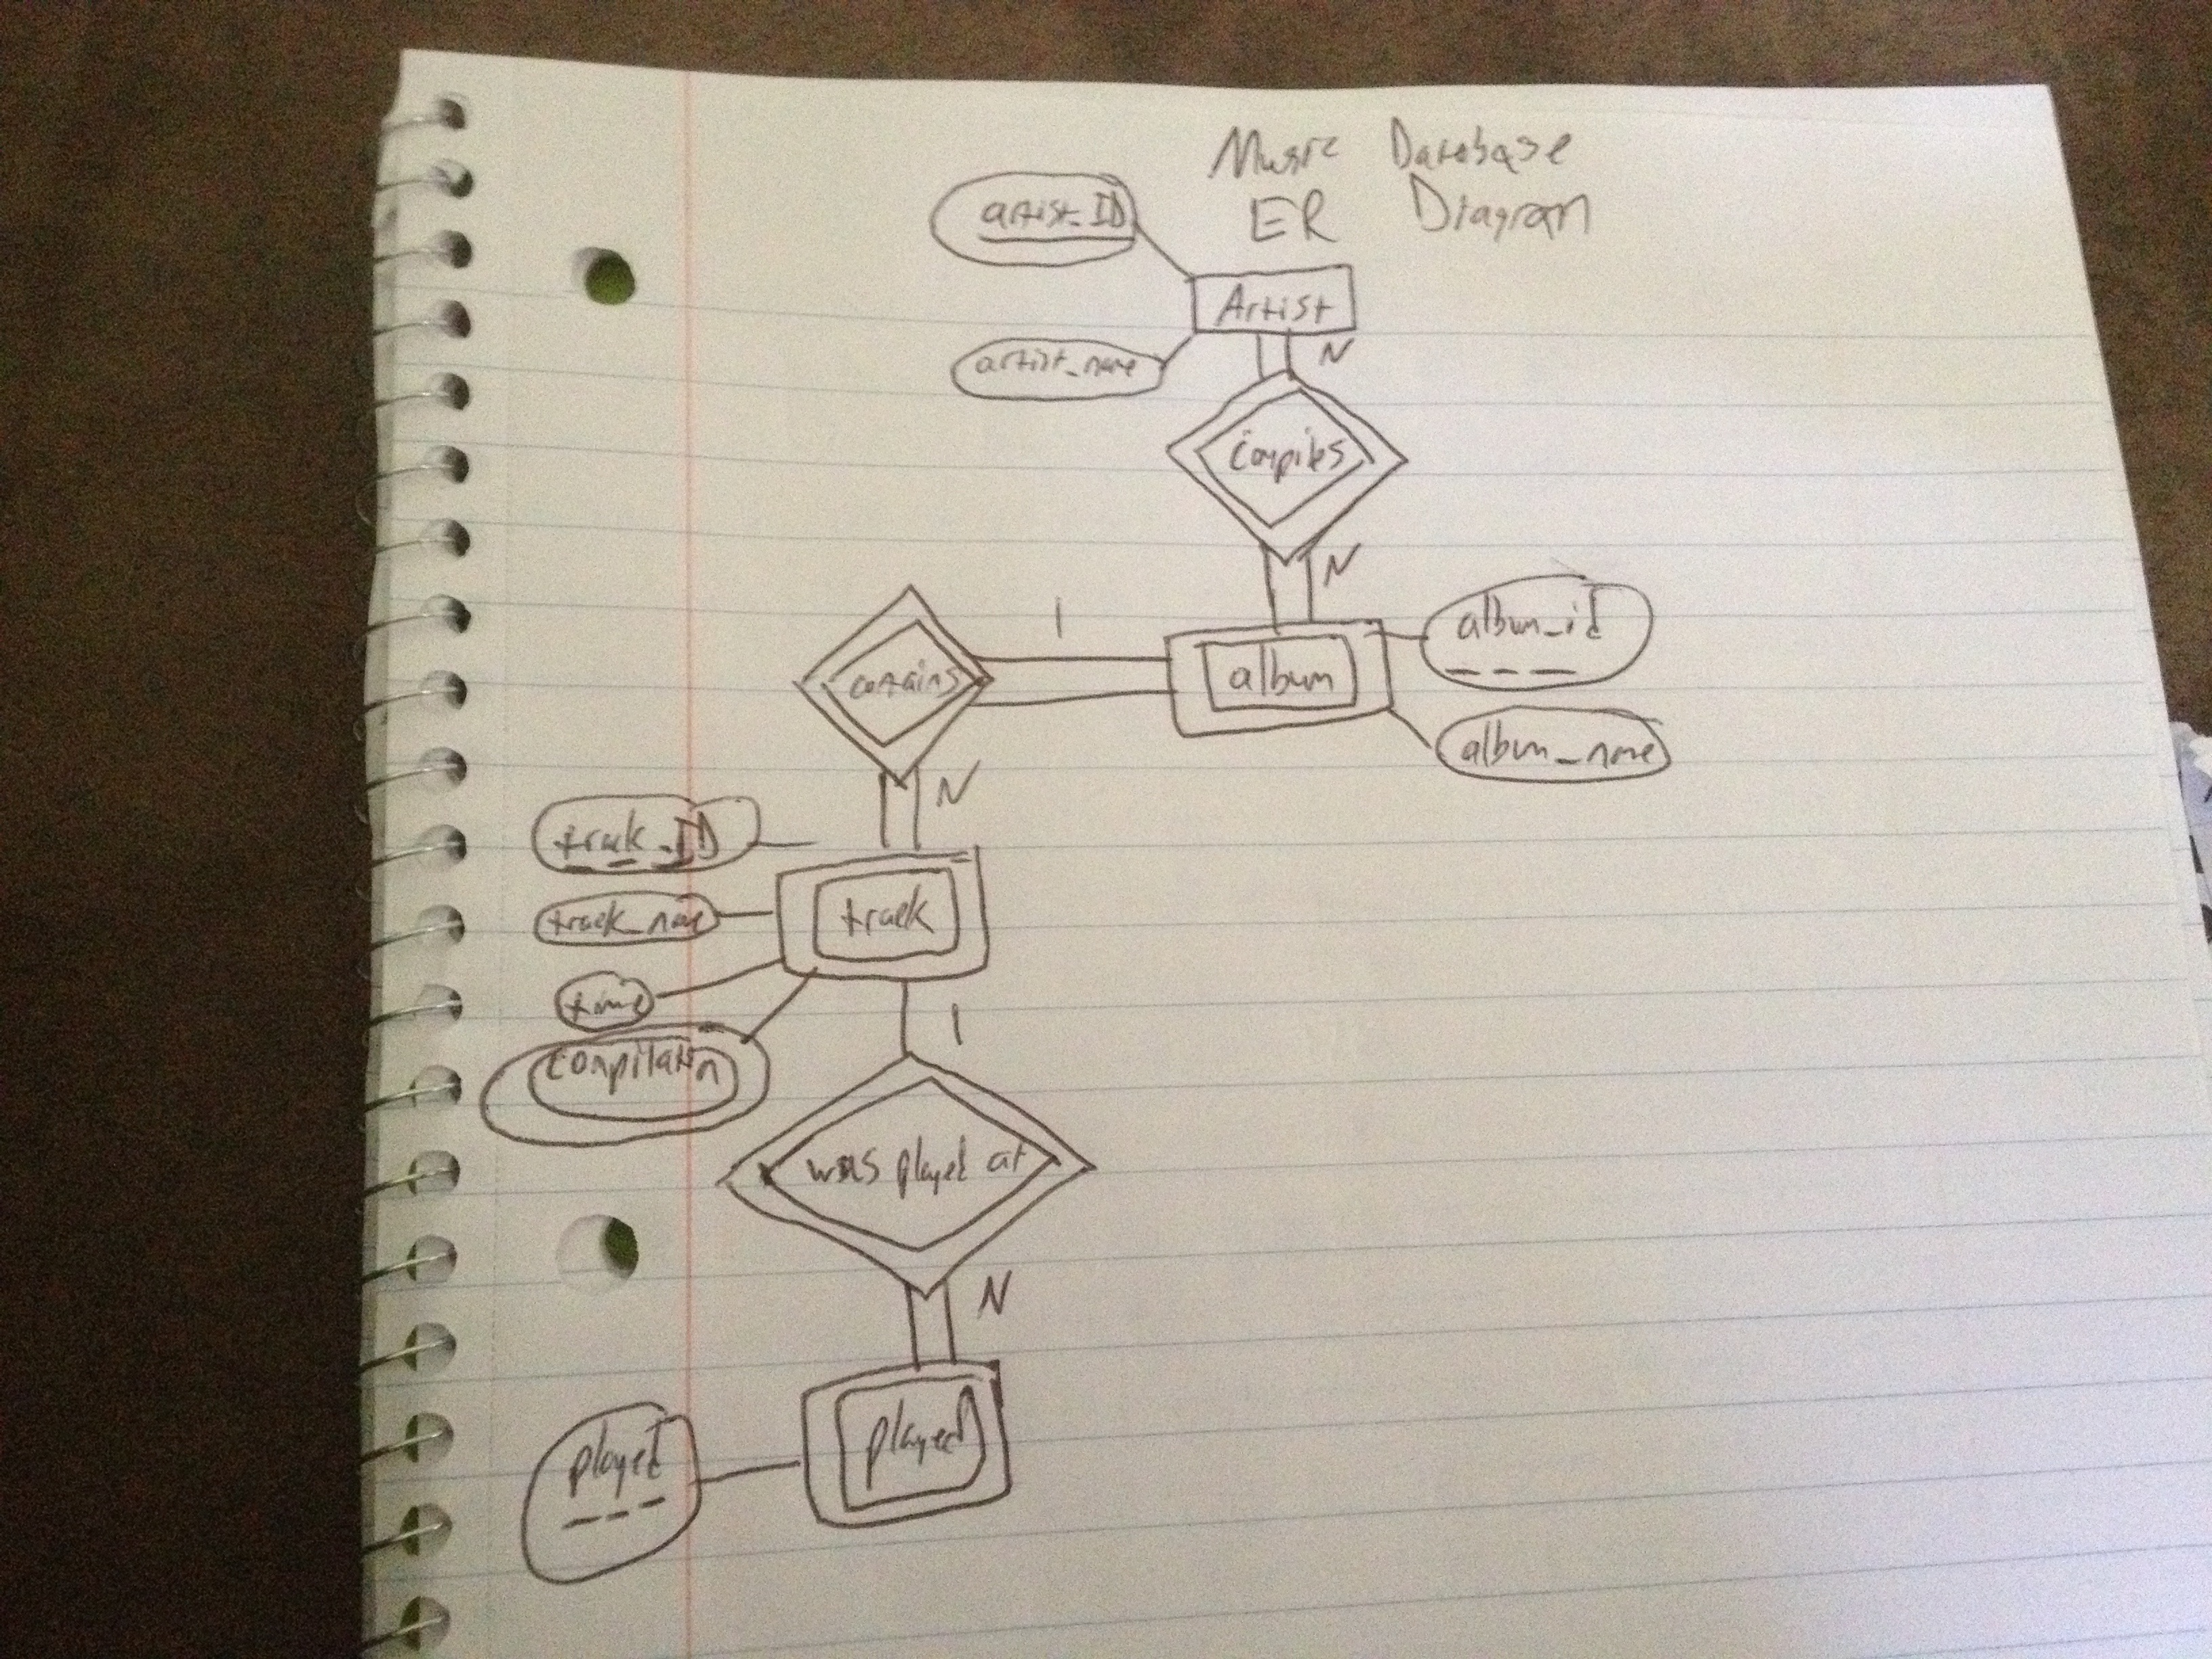 Music Database
ER Diagram
artist_ID
Artist
artist_name
N
compiles
N
1
album_id
contains
album
album_name
N
track_ID
track_name
track
time
1
compilation
was played at
N
played
played